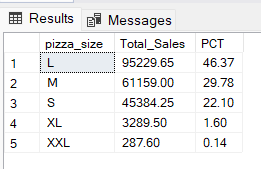 Results Messages
pizza_size Total_Sales PCT
1 L 95229.65 46.37
2 M 61159.00 29.78
3 S 45384.25 22.10
4 XL 3289.50 1.60
5 XXL 287.60 0.14